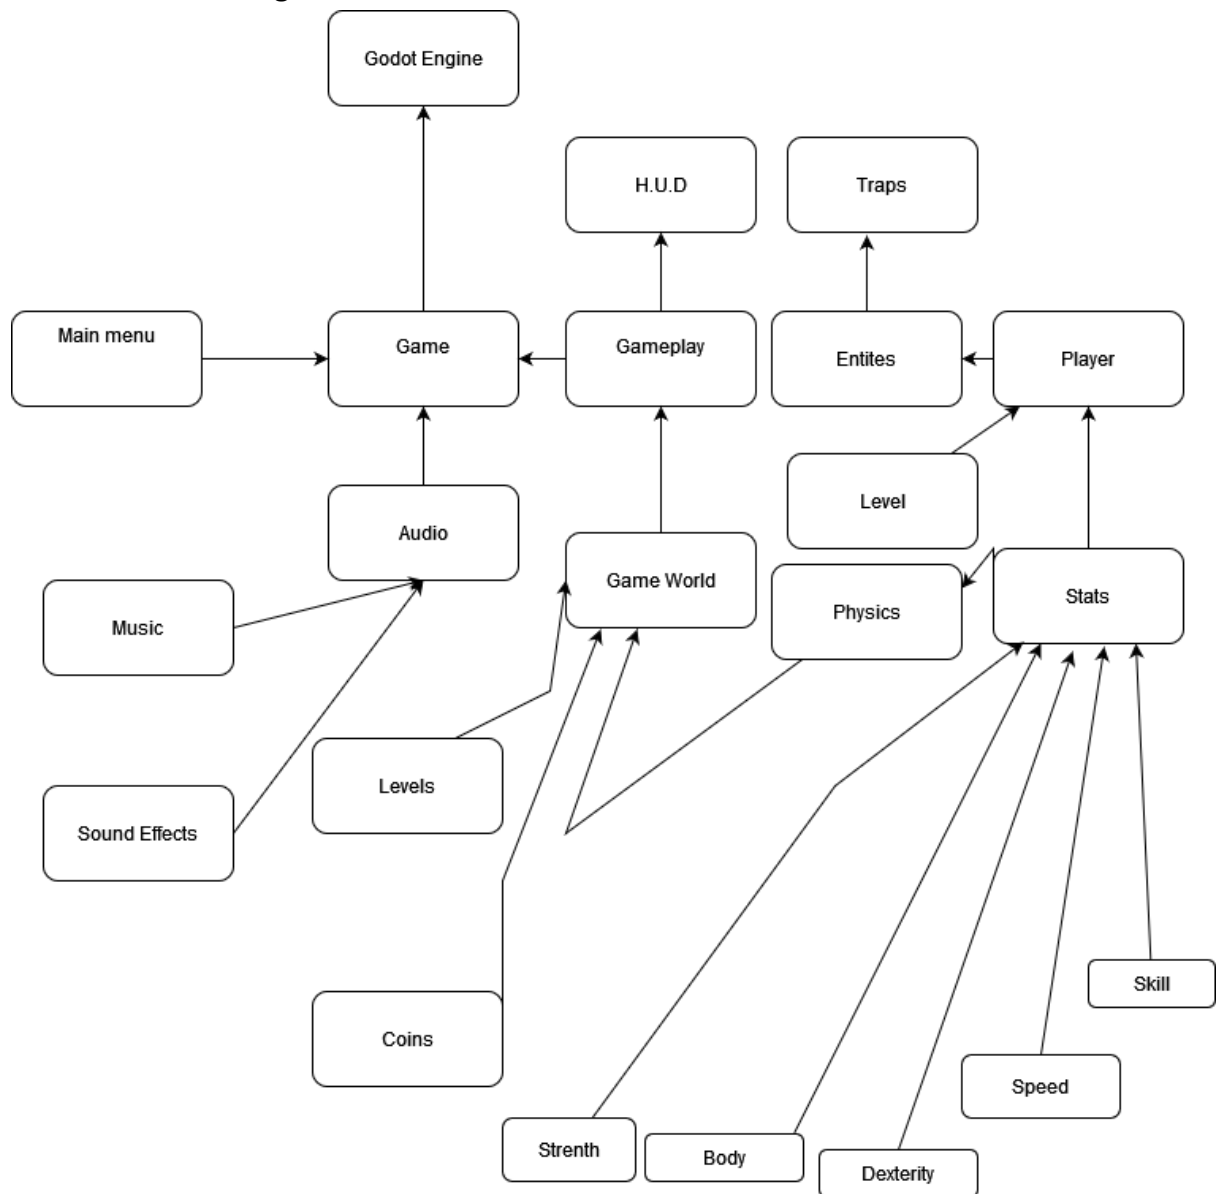 Godot Engine
H.U.D
Traps
Main menu
Game
Gameplay
Entites
Player
Level
Audio
Game World
Physics
Stats
Music
Levels
Sound Effects
Skill
Coins
Speed
Strenth
Body
Dexterity